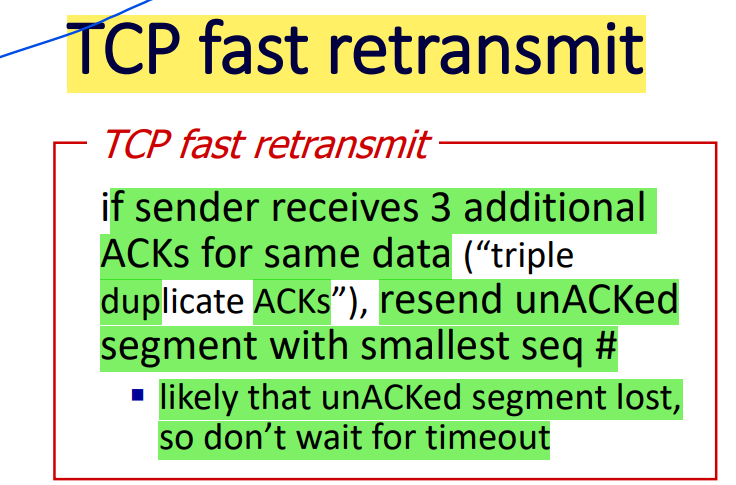 TCP fast retransmit
TCP fast retransmit
if sender receives 3 additional
ACKs for same data (“triple
duplicate ACKs”), resend unACKed
segment with smallest seq #
▪ likely that unACKed segment lost,
so don’t wait for timeout